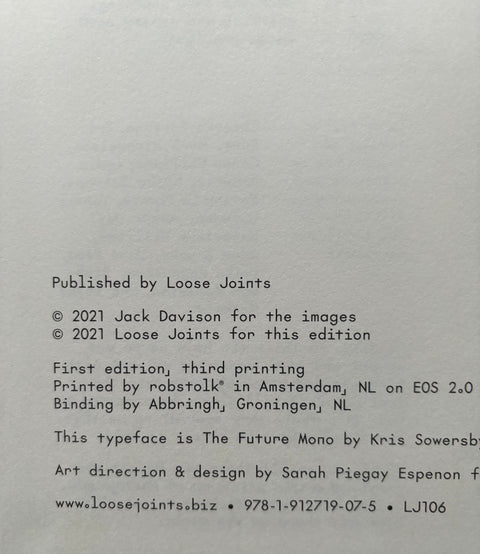 Published by Loose Joints
© 2021 Jack Davison for the images
© 2021 Loose Joints for this edition
First edition, third printing
Printed by robstolk® in Amsterdam, NL on EOS 2.0
Binding by Abbringh, Groningen, NL
This typeface is The Future Mono by Kris Sowersby
Art direction & design by Sarah Piegay Espenon f
www.loosejoints.biz • 978-1-912719-07-5 • LJ106